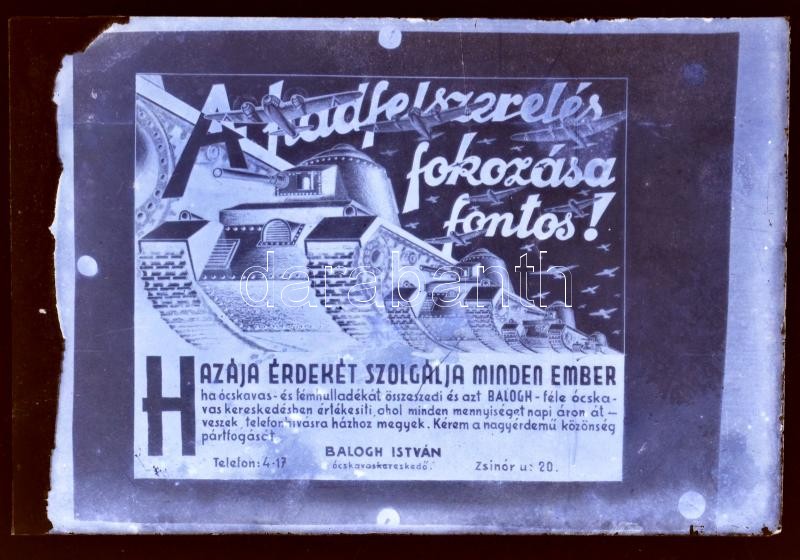 A hadfelszerelés
fokozása
fontos!
HAZÁJA ÉRDEKÉT SZOLGÁLJA MINDEN EMBER
ha ócskavas- és fémhulladékát összeszedi és azt BALOGH-féle ócska-
vas kereskedésben értékesiti, ahol minden mennyiséget napi áron át-
veszek, telefonhivásra házhoz megyek. Kérem a nagyérdemű közönség
pártfogását.
BALOGH ISTVÁN
ócskavaskereskedő.
Telefon: 4-17
Zsinór u: 20.
darabanth